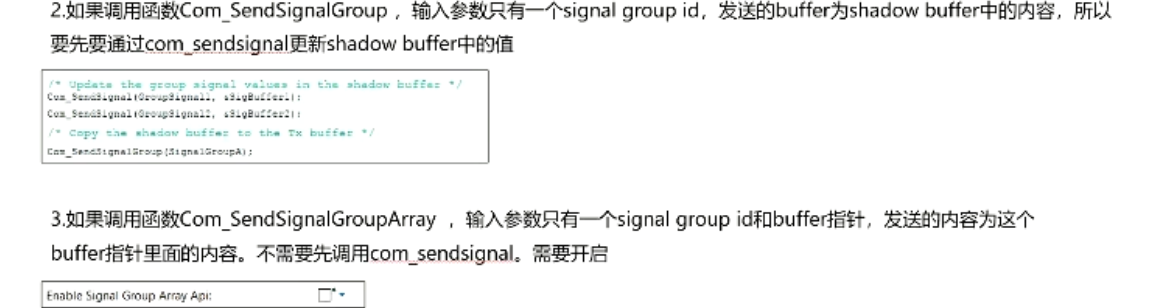 2.如果调用函数Com_SendSignalGroup ，输入参数只有一个signal group id，发送的buffer为shadow buffer中的内容，所以
要先要通过com_sendsignal更新shadow buffer中的值
/* Update the group signal values in the shadow buffer */
Com_SendSignal(GroupSignal1, &SigBuffer1);
Com_SendSignal(GroupSignal2, &SigBuffer2);
/* Copy the shadow buffer to the Tx buffer */
Com_SendSignalGroup(SignalGroupA);
3.如果调用函数Com_SendSignalGroupArray ，输入参数只有一个signal group id和buffer指针，发送的内容为这个
buffer指针里面的内容。不需要先调用com_sendsignal。需要开启
Enable Signal Group Array Api: